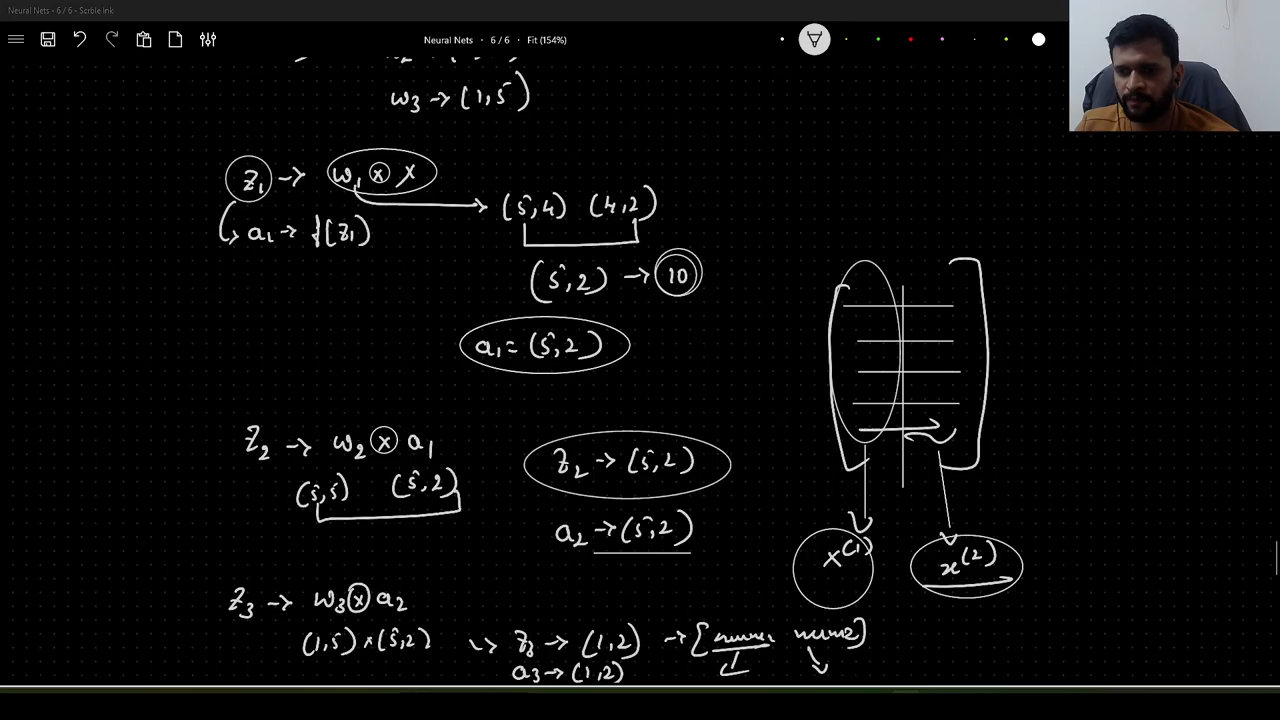 Neural Nets - 6 / 6 - Scrble Ink
Neural Nets • 6 / 6 • Fit (154%)
w3 → (1,5)
z1 → w1 ⊗ x
(5,4) (4,2)
a1 → f(z1)
(5,2) → 10
a1 = (5,2)
z2 → w2 ⊗ a1
(5,5) (5,2)
z2 → (5,2)
a2 → (5,2)
x(1) x(2)
z3 → w3 ⊗ a2
(1,5) × (5,2) ↳ z3 → (1,2) → [num1 num2]
a3 → (1,2)